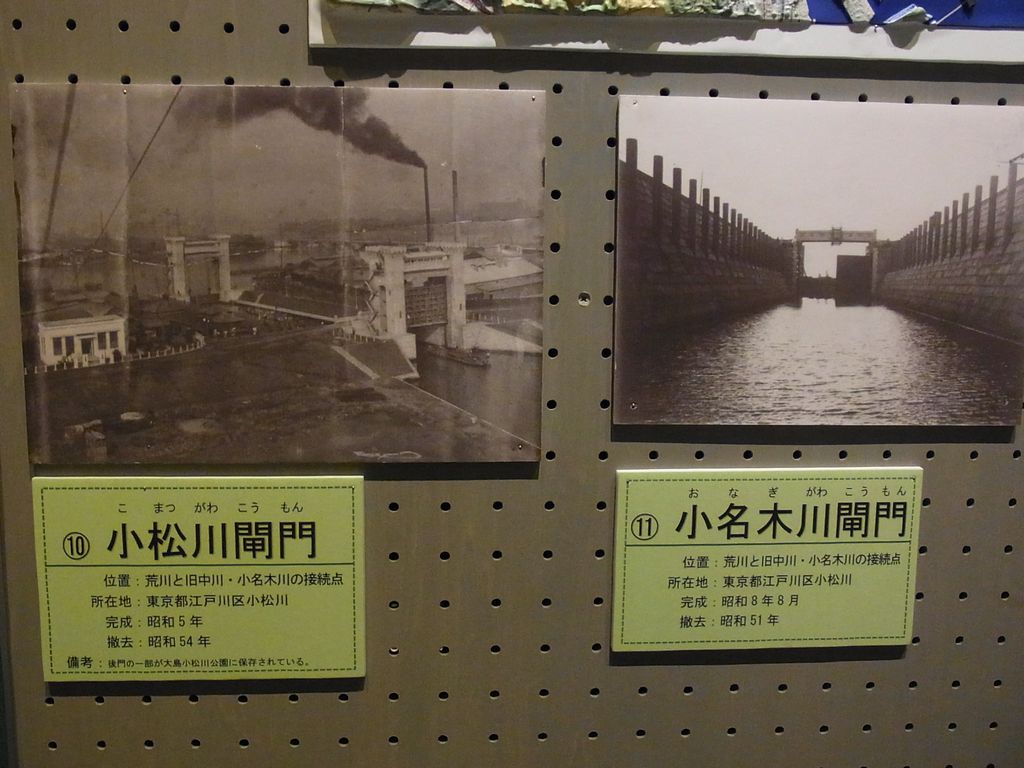 こ まつ がわ こう もん
⑩ 小松川閘門
位置：荒川と旧中川・小名木川の接続点
所在地：東京都江戸川区小松川
完成：昭和5年
撤去：昭和54年
備考：後門の一部が大島小松川公園に保存されている。
お な ぎ がわ こう もん
⑪ 小名木川閘門
位置：荒川と旧中川・小名木川の接続点
所在地：東京都江戸川区小松川
完成：昭和8年8月
撤去：昭和51年